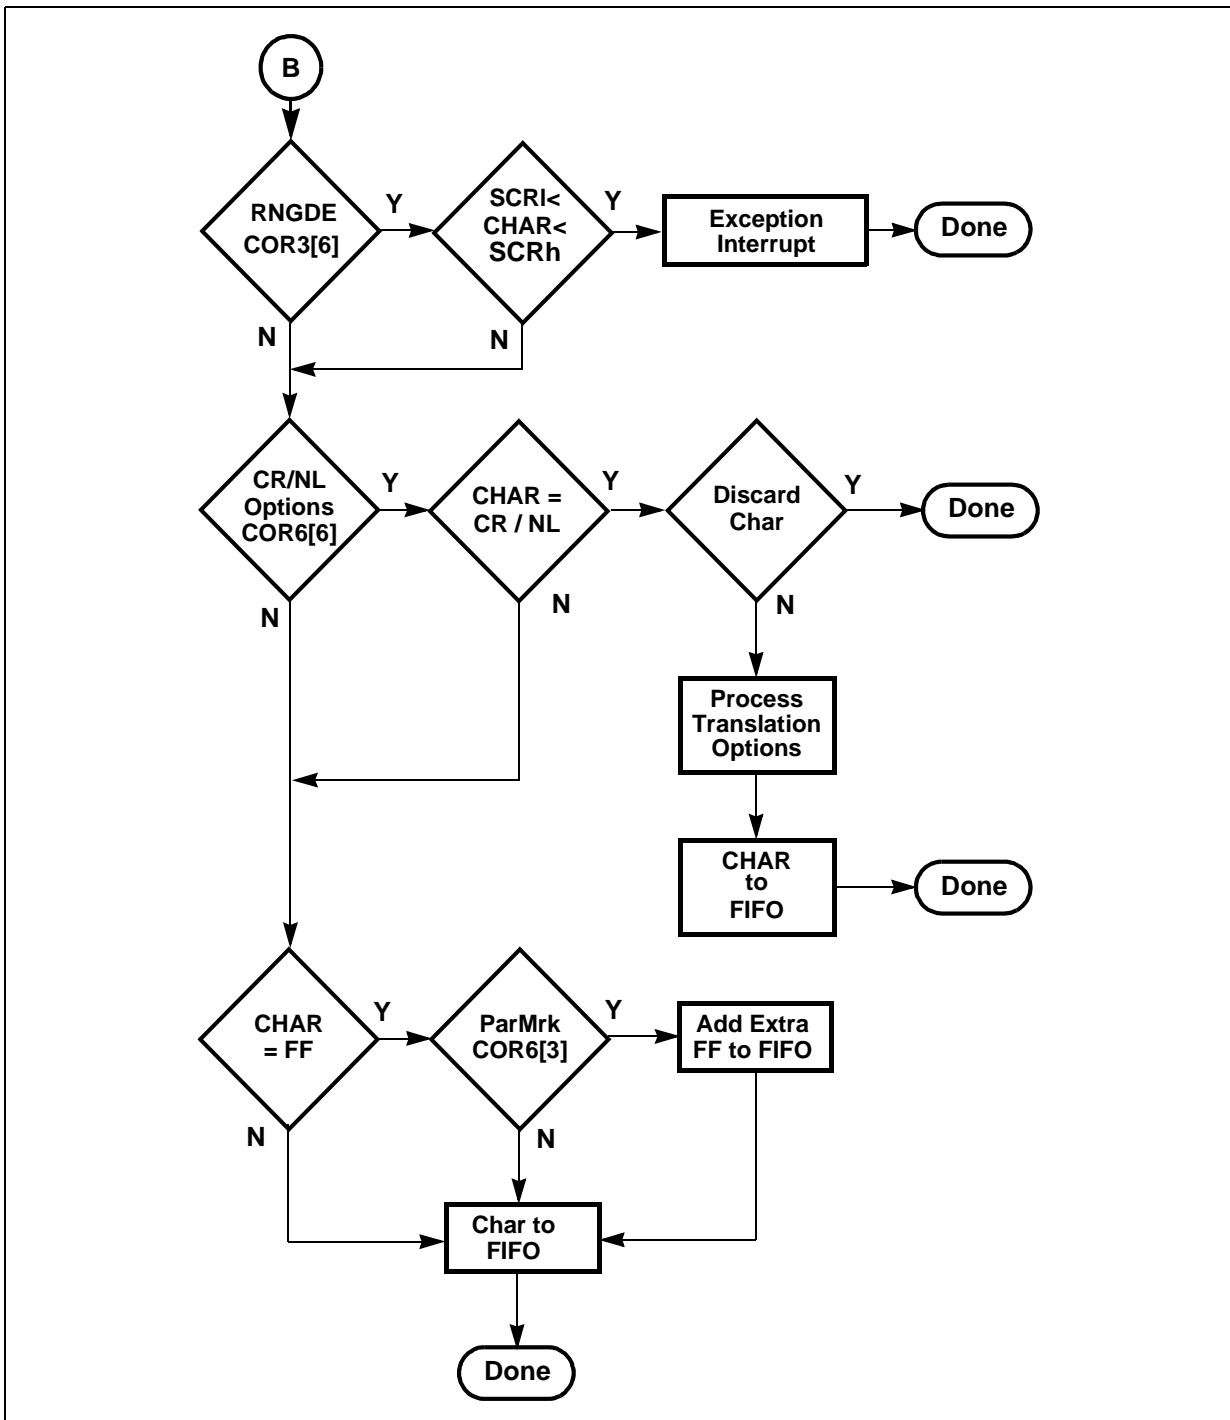 B
RNGDE
COR3[6]
Y
SCRl<
CHAR<
SCRh
Y
Exception
Interrupt
Done
N
N
CR/NL
Options
COR6[6]
Y
CHAR =
CR / NL
Y
Discard
Char
Y
Done
N
N
N
Process
Translation
Options
CHAR
to
FIFO
Done
CHAR
= FF
Y
ParMrk
COR6[3]
Y
Add Extra
FF to FIFO
N
N
Char to
FIFO
Done